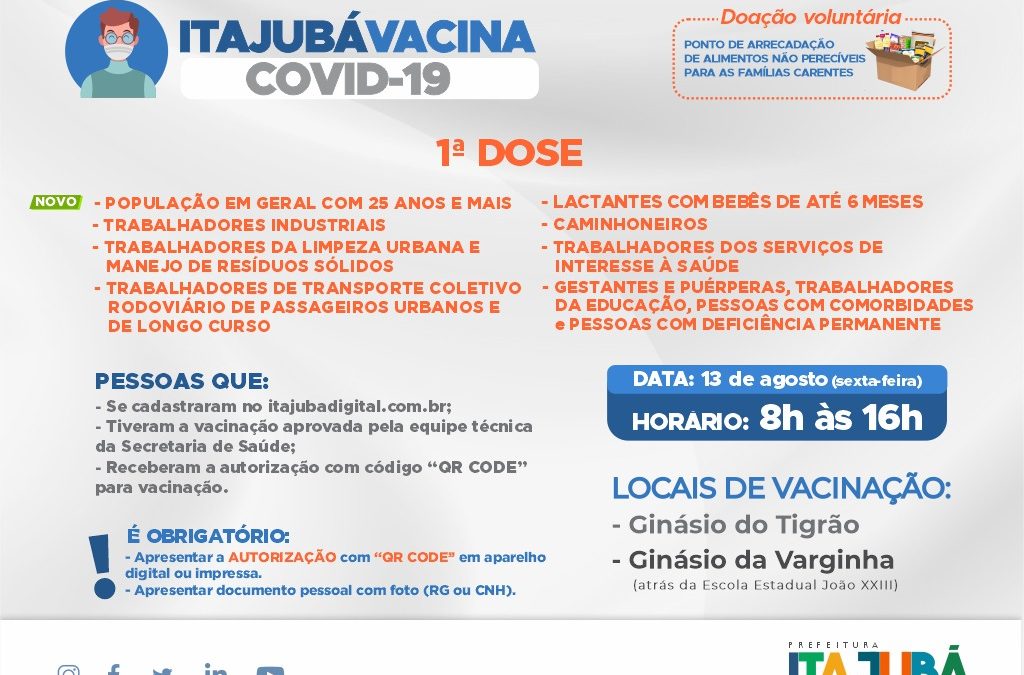 ITAJUBÁVACINA
COVID-19
Doação voluntária
PONTO DE ARRECADAÇÃO
DE ALIMENTOS NÃO PERECÍVEIS
PARA AS FAMÍLIAS CARENTES
1ª DOSE
NOVO
- POPULAÇÃO EM GERAL COM 25 ANOS E MAIS
- TRABALHADORES INDUSTRIAIS
- TRABALHADORES DA LIMPEZA URBANA E
MANEJO DE RESÍDUOS SÓLIDOS
- TRABALHADORES DE TRANSPORTE COLETIVO
RODOVIÁRIO DE PASSAGEIROS URBANOS E
DE LONGO CURSO
- LACTANTES COM BEBÊS DE ATÉ 6 MESES
- CAMINHONEIROS
- TRABALHADORES DOS SERVIÇOS DE
INTERESSE À SAÚDE
- GESTANTES E PUÉRPERAS, TRABALHADORES
DA EDUCAÇÃO, PESSOAS COM COMORBIDADES
e PESSOAS COM DEFICIÊNCIA PERMANENTE
PESSOAS QUE:
- Se cadastraram no itajubadigital.com.br;
- Tiveram a vacinação aprovada pela equipe técnica
da Secretaria de Saúde;
- Receberam a autorização com código “QR CODE”
para vacinação.
É OBRIGATÓRIO:
- Apresentar a AUTORIZAÇÃO com “QR CODE” em aparelho
digital ou impressa.
- Apresentar documento pessoal com foto (RG ou CNH).
DATA: 13 de agosto (sexta-feira)
HORÁRIO: 8h às 16h
LOCAIS DE VACINAÇÃO:
- Ginásio do Tigrão
- Ginásio da Varginha
(atrás da Escola Estadual João XXIII)
PREFEITURA
ITAJUBÁ